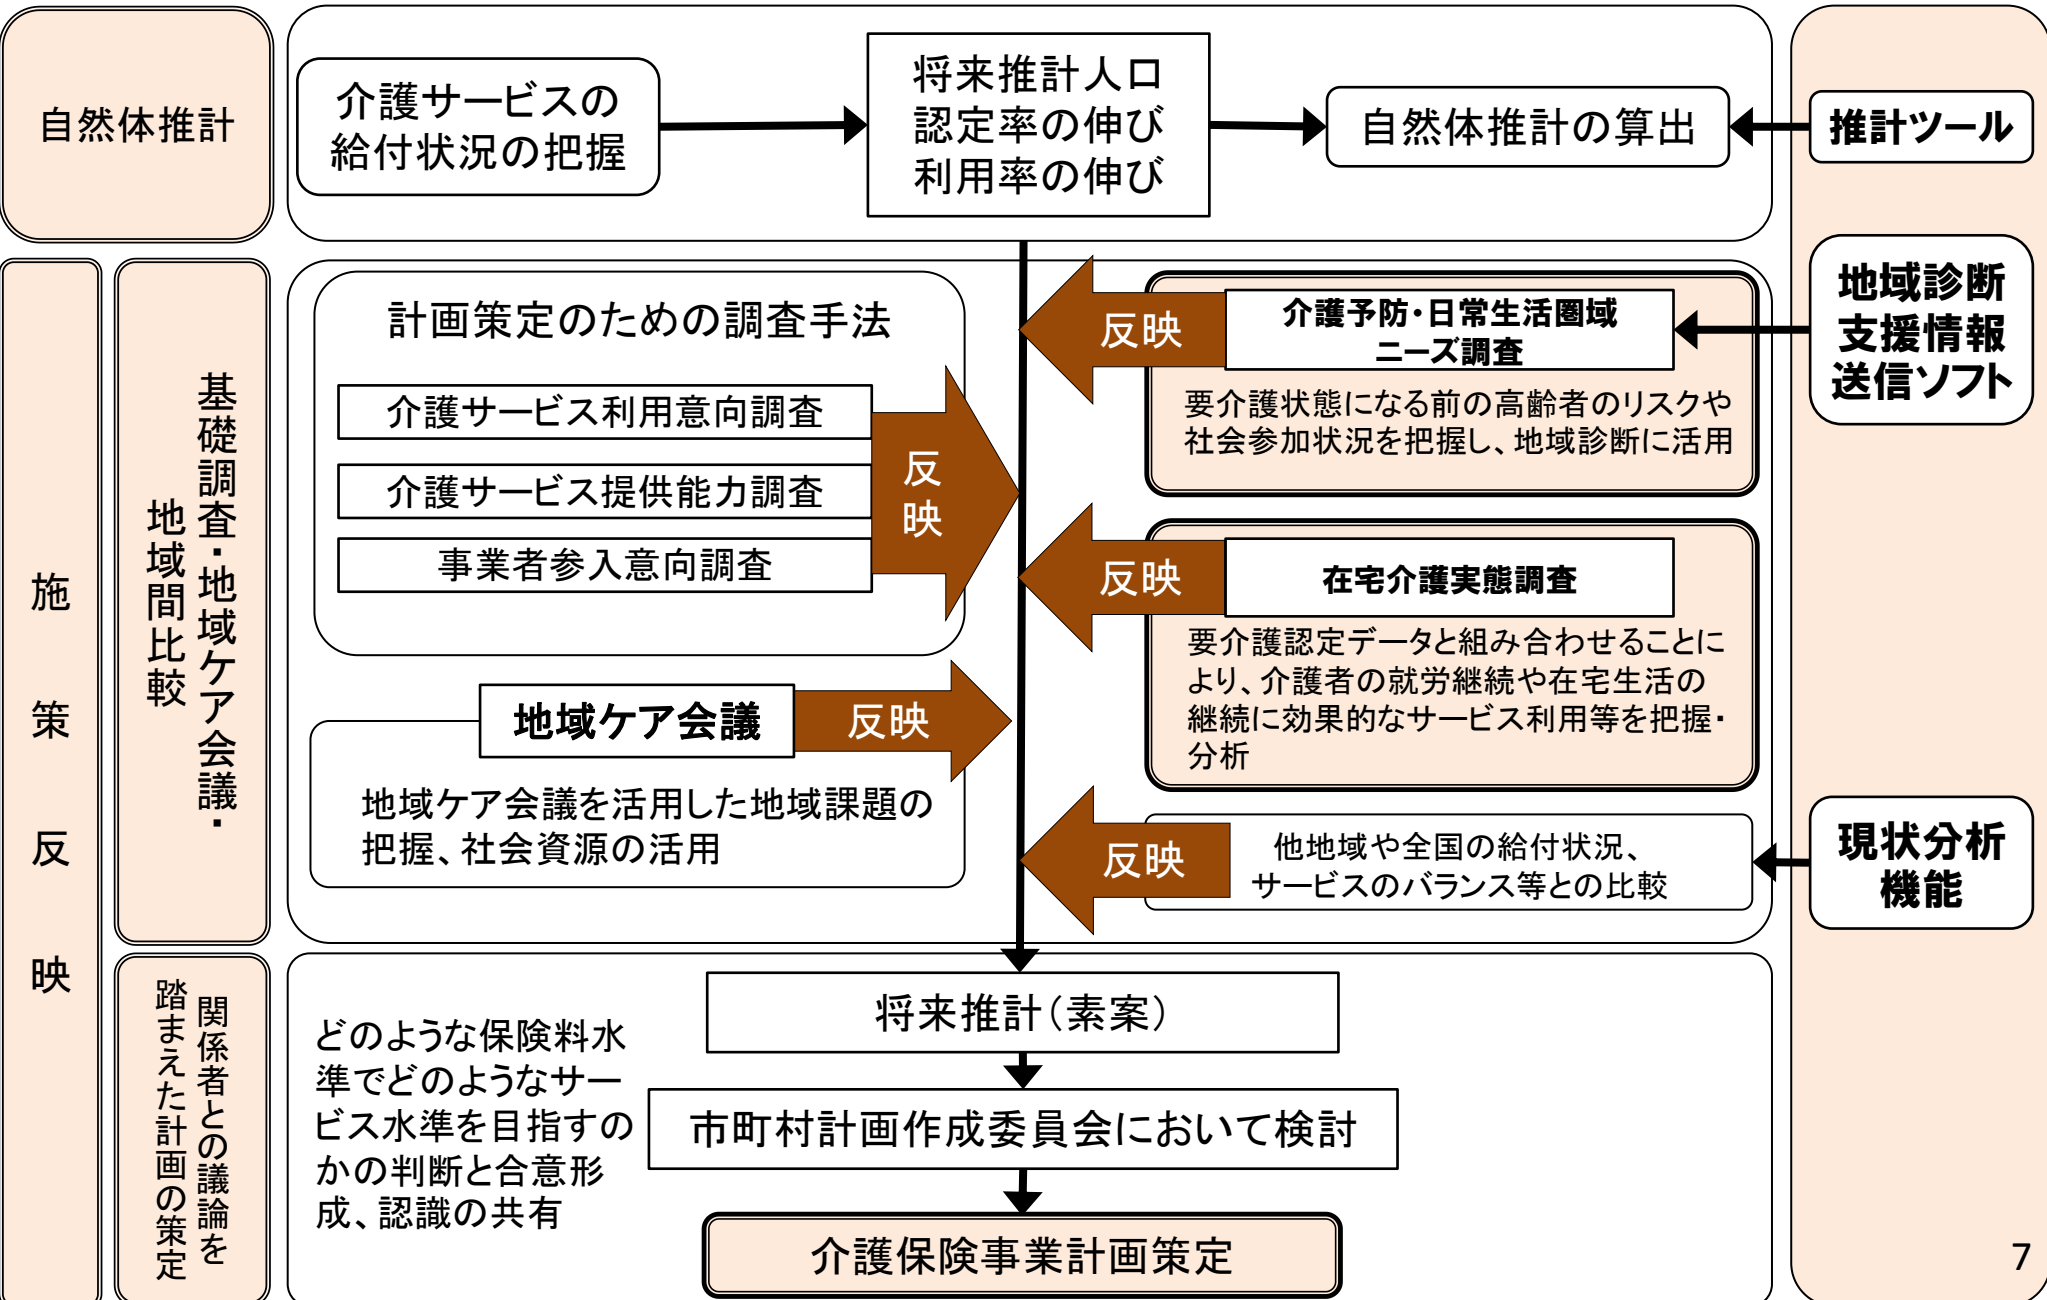 自然体推計
介護サービスの
給付状況の把握
将来推計人口
認定率の伸び
利用率の伸び
自然体推計の算出
推計ツール
施策反映
基礎調査・地域ケア会議・
地域間比較
計画策定のための調査手法
介護サービス利用意向調査
介護サービス提供能力調査
事業者参入意向調査
反映
地域ケア会議
反映
地域ケア会議を活用した地域課題の
把握、社会資源の活用
反映
介護予防・日常生活圏域
ニーズ調査
要介護状態になる前の高齢者のリスクや
社会参加状況を把握し、地域診断に活用
地域診断
支援情報
送信ソフト
反映
在宅介護実態調査
要介護認定データと組み合わせることに
より、介護者の就労継続や在宅生活の
継続に効果的なサービス利用等を把握・
分析
反映
他地域や全国の給付状況、
サービスのバランス等との比較
現状分析
機能
関係者との議論を
踏まえた計画の策定
どのような保険料水
準でどのようなサー
ビス水準を目指すの
かの判断と合意形
成、認識の共有
将来推計（素案）
市町村計画作成委員会において検討
介護保険事業計画策定
7